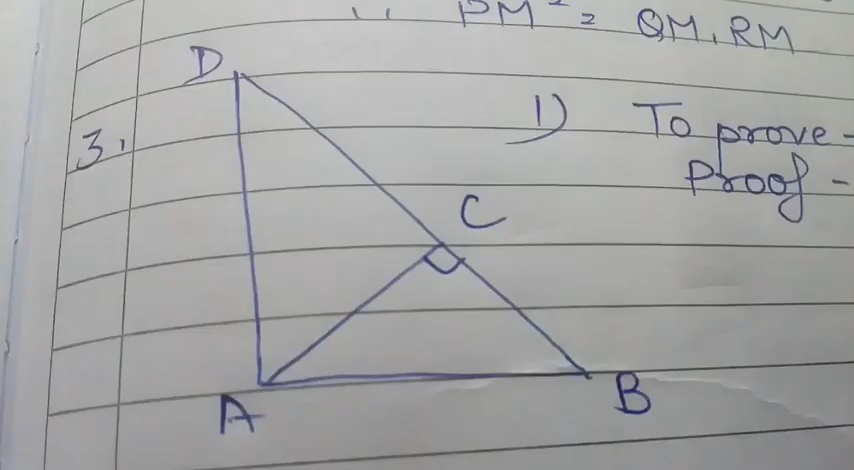 PM² = QM.RM
D
3.
1) To prove -
Proof -
C
A
B